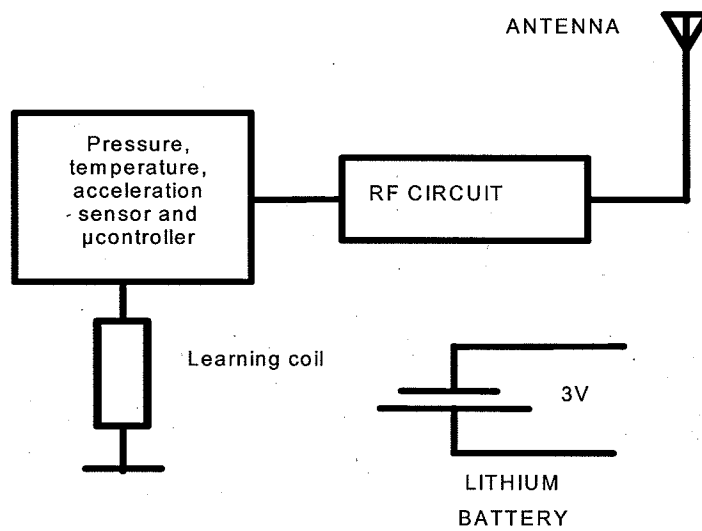 ANTENNA
Pressure,
temperature,
acceleration
sensor and
µcontroller
RF CIRCUIT
Learning coil
3V
LITHIUM
BATTERY